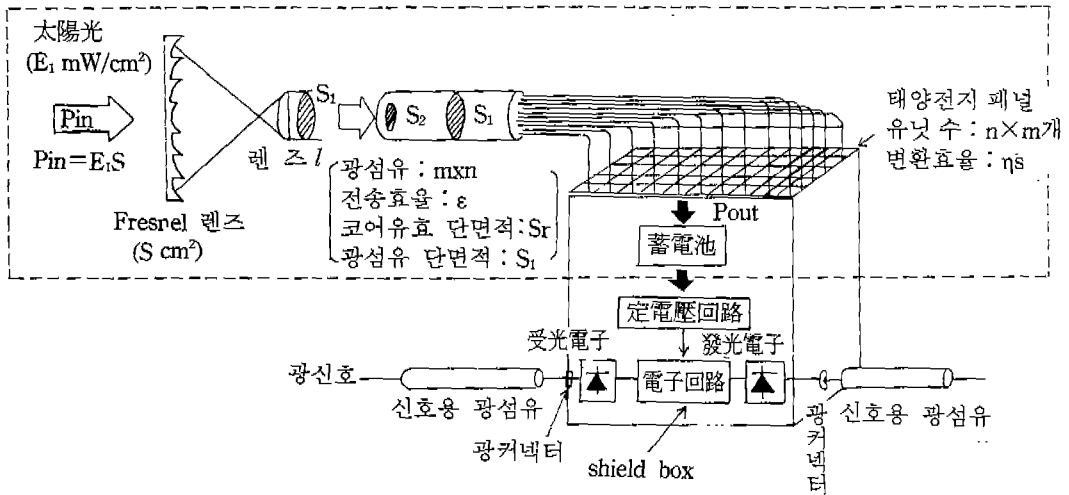 太陽光
(E₁ mW/cm²)
Pin
Pin=E₁S
Fresnel 렌즈
(S cm²)
S₁
렌 즈 l
S₂
S₁
광섬유 : mxn
전송효율 : ε
코어유효 단면적 : Sr
광섬유 단면적 : S₁
태양전지 패널
유닛 수 : n×m개
변환효율 : ηs
Pout
蓄電池
定電壓回路
受光電子
發光電子
광신호
電子回路
신호용 광섬유
광커넥터
shield box
광커넥터
신호용 광섬유